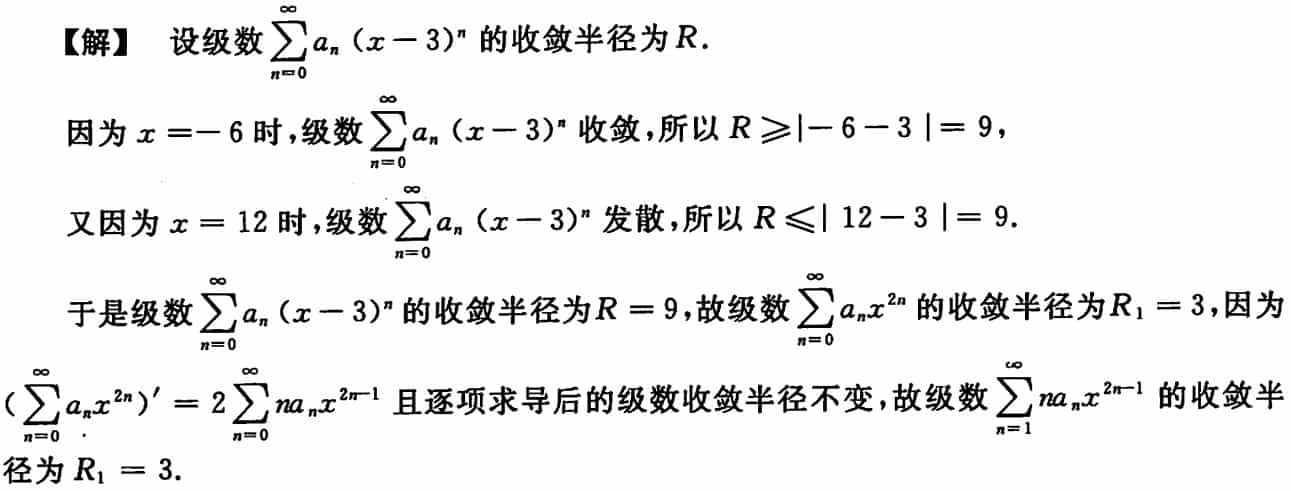 【解】 设级数$\sum_{n=0}^{\infty} a_n (x-3)^n$ 的收敛半径为 $R$.
因为 $x=-6$ 时,级数$\sum_{n=0}^{\infty} a_n (x-3)^n$ 收敛,所以 $R \geqslant |-6-3|=9$,
又因为 $x=12$ 时,级数$\sum_{n=0}^{\infty} a_n (x-3)^n$ 发散,所以 $R \leqslant |12-3|=9$.
于是级数$\sum_{n=0}^{\infty} a_n (x-3)^n$ 的收敛半径为$R=9$,故级数$\sum_{n=0}^{\infty} a_n x^{2n}$ 的收敛半径为$R_1=3$,因为
$(\sum_{n=0}^{\infty} a_n x^{2n})' = 2\sum_{n=0}^{\infty} na_n x^{2n-1}$ 且逐项求导后的级数收敛半径不变,故级数$\sum_{n=1}^{\infty} na_n x^{2n-1}$ 的收敛半
径为 $R_1=3$.